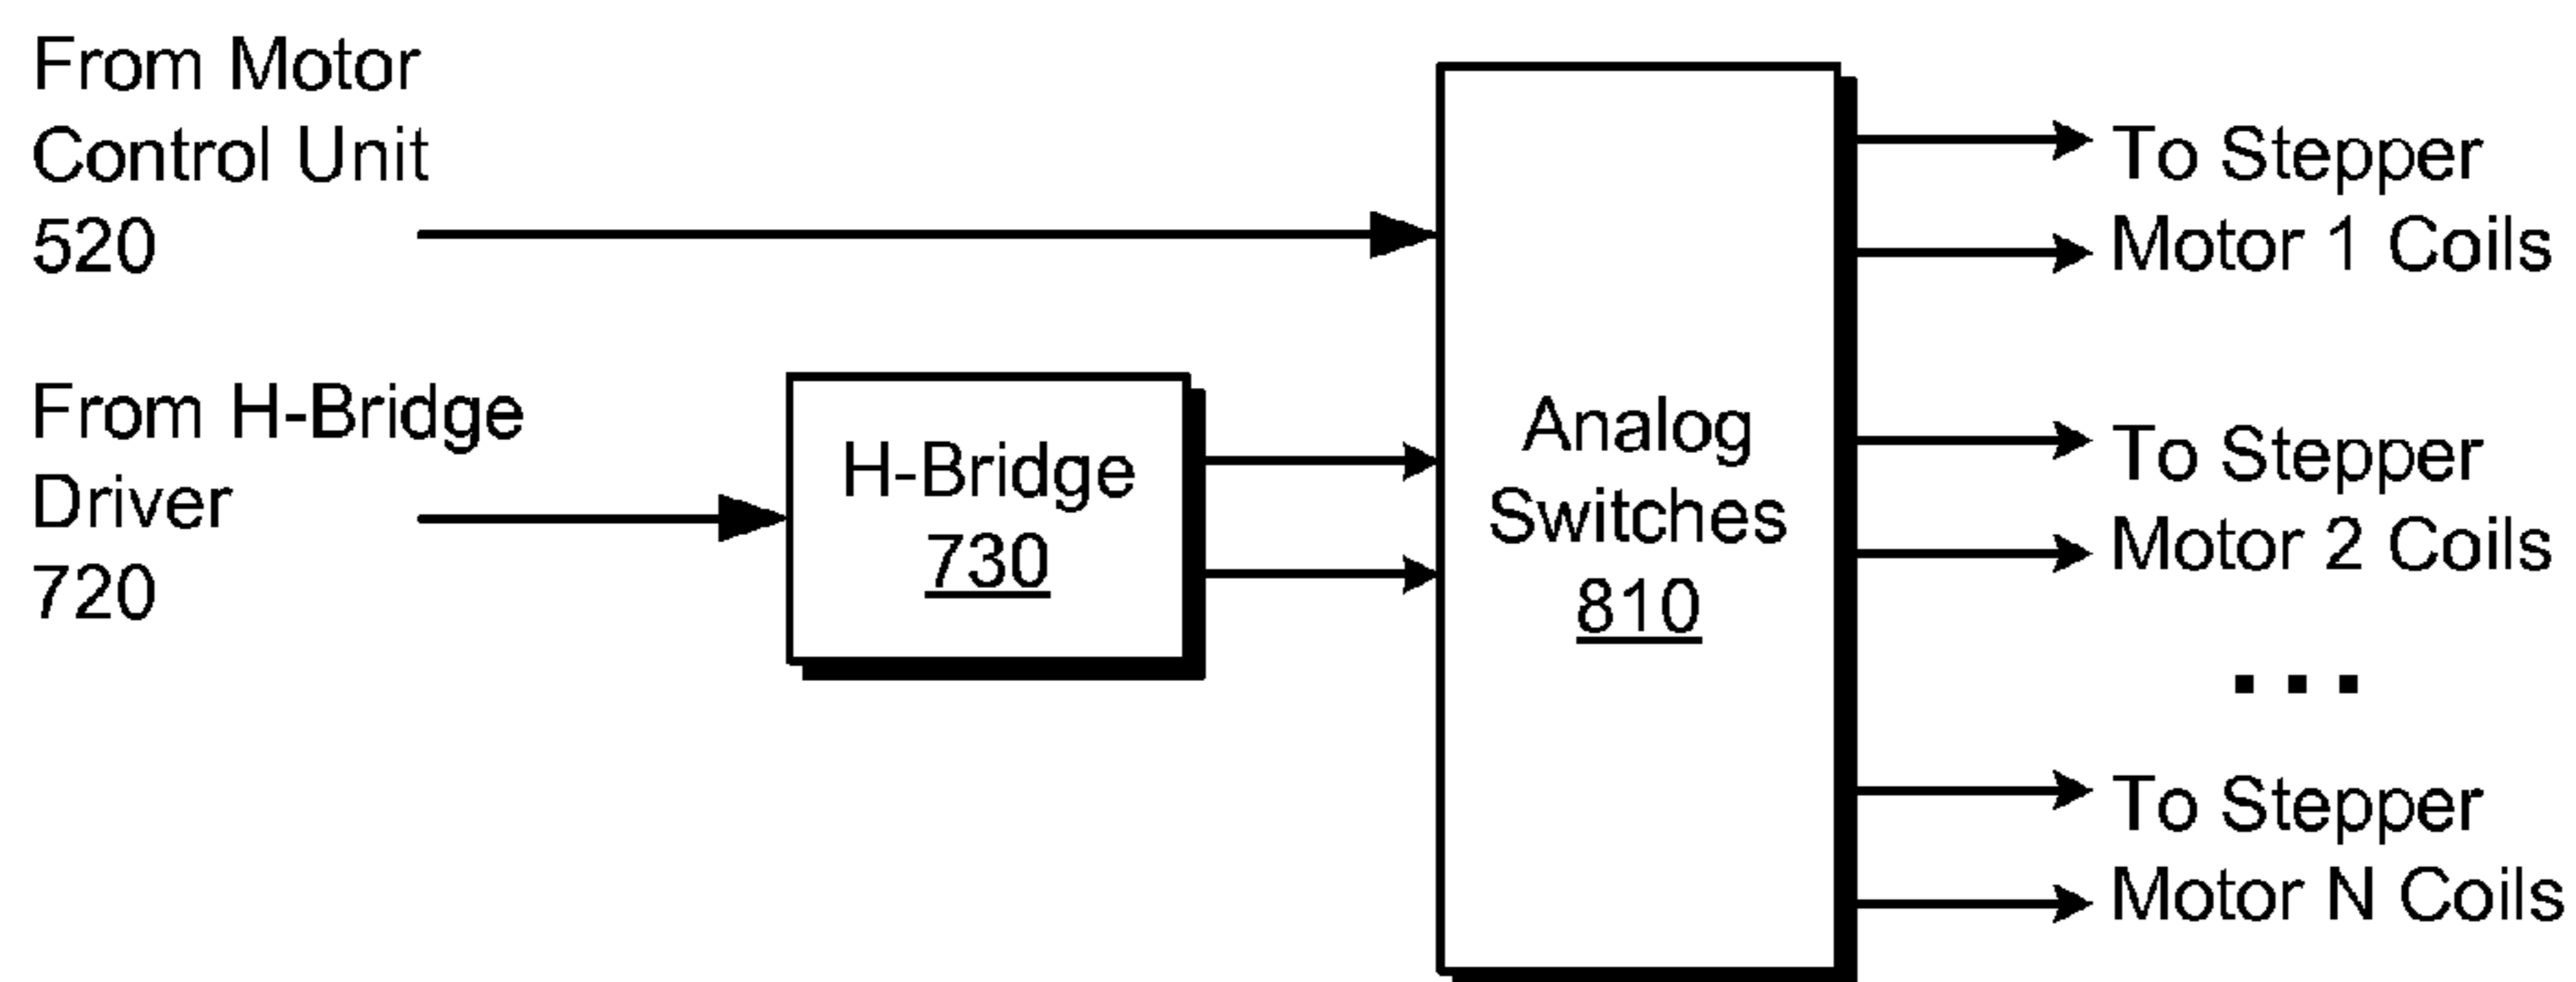 From Motor
Control Unit
520
From H-Bridge
Driver
720
H-Bridge
730
Analog
Switches
810
To Stepper
Motor 1 Coils
To Stepper
Motor 2 Coils
...
To Stepper
Motor N Coils